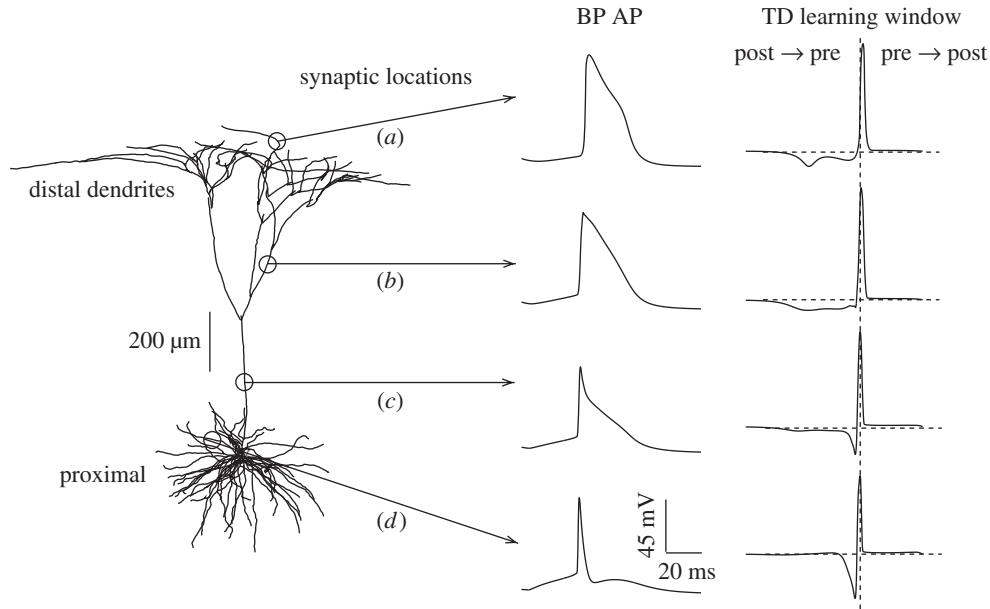 BP AP
TD learning window
post → pre
pre → post
synaptic locations
(a)
distal dendrites
(b)
200 µm
(c)
proximal
(d)
45 mV
20 ms